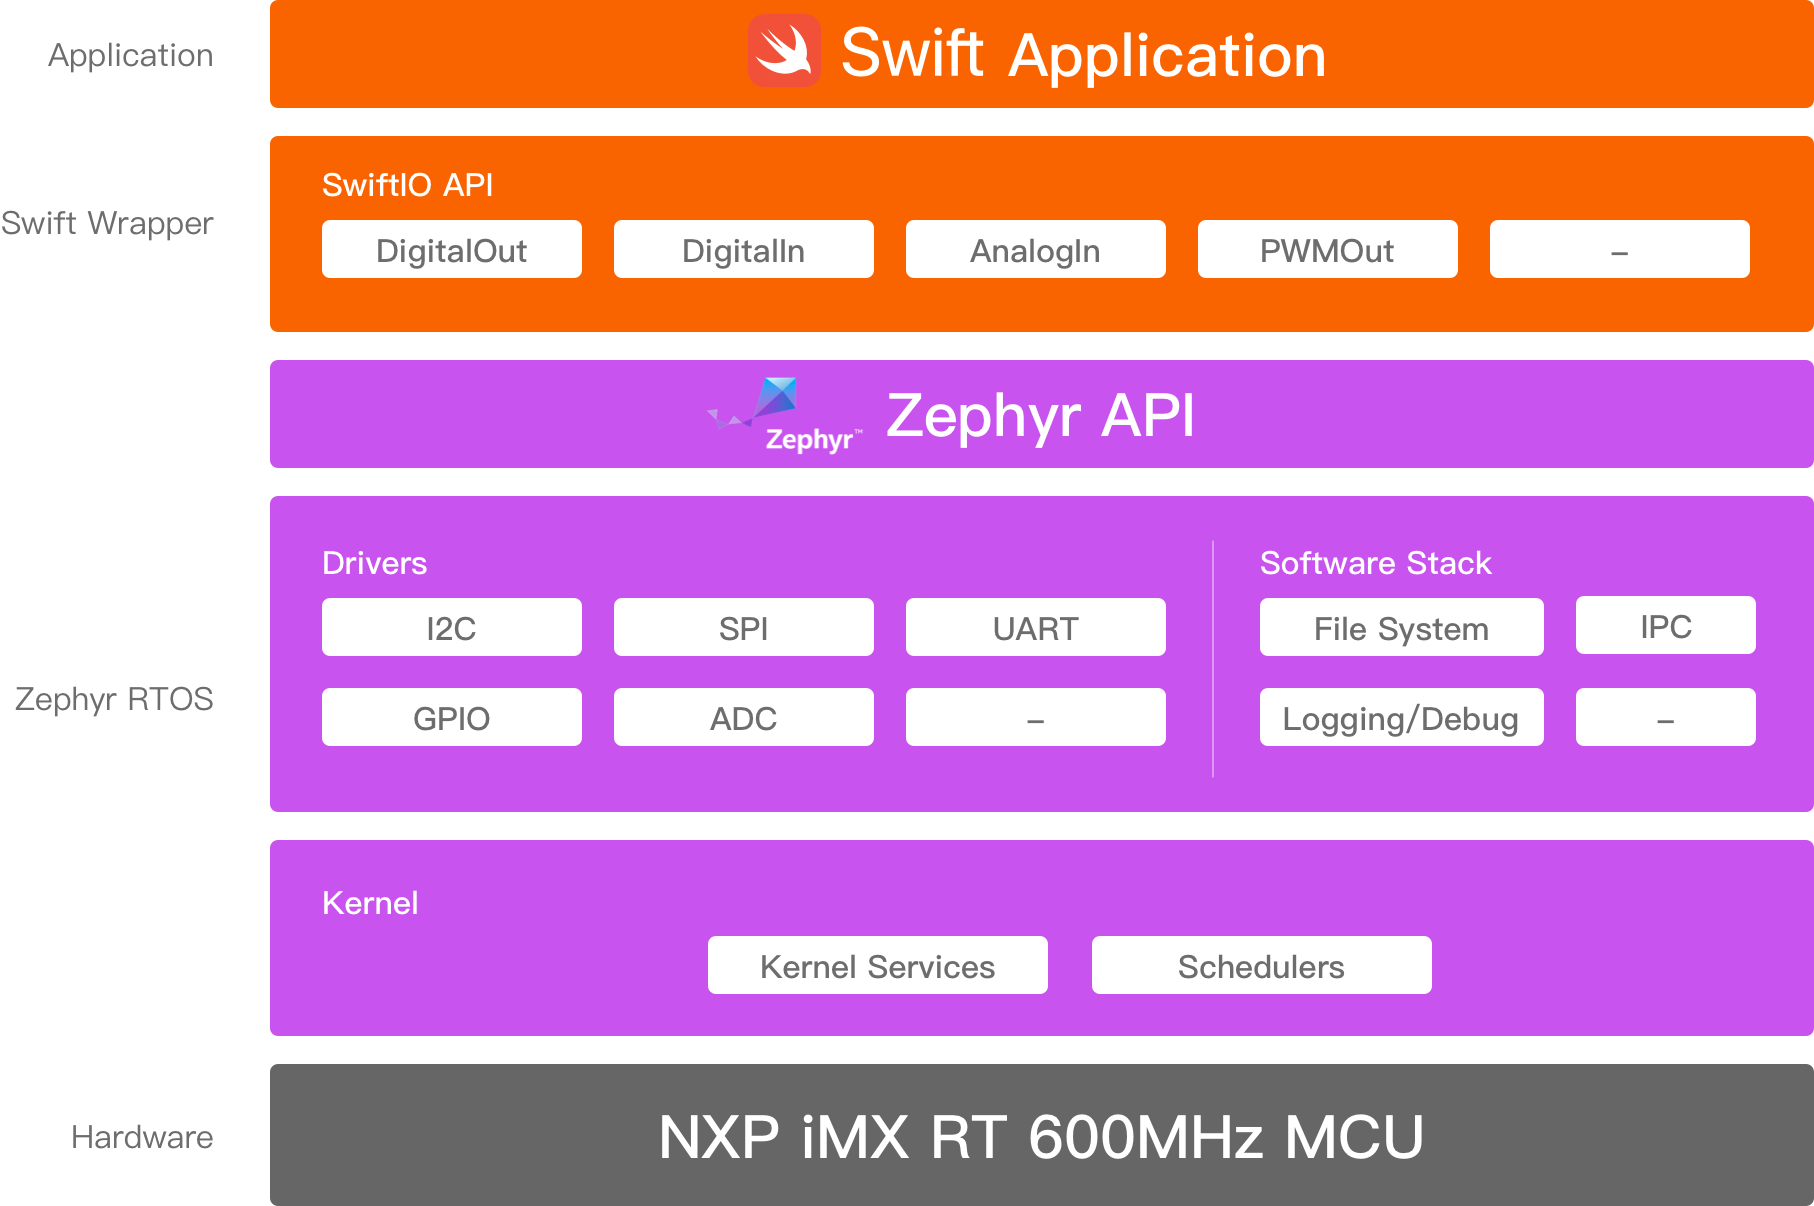 Application
Swift Application
Swift Wrapper
SwiftIO API
DigitalOut
DigitalIn
AnalogIn
PWMOut
–
Zephyr™
Zephyr API
Zephyr RTOS
Drivers
I2C
SPI
UART
GPIO
ADC
–
Software Stack
File System
IPC
Logging/Debug
–
Kernel
Kernel Services
Schedulers
Hardware
NXP iMX RT 600MHz MCU